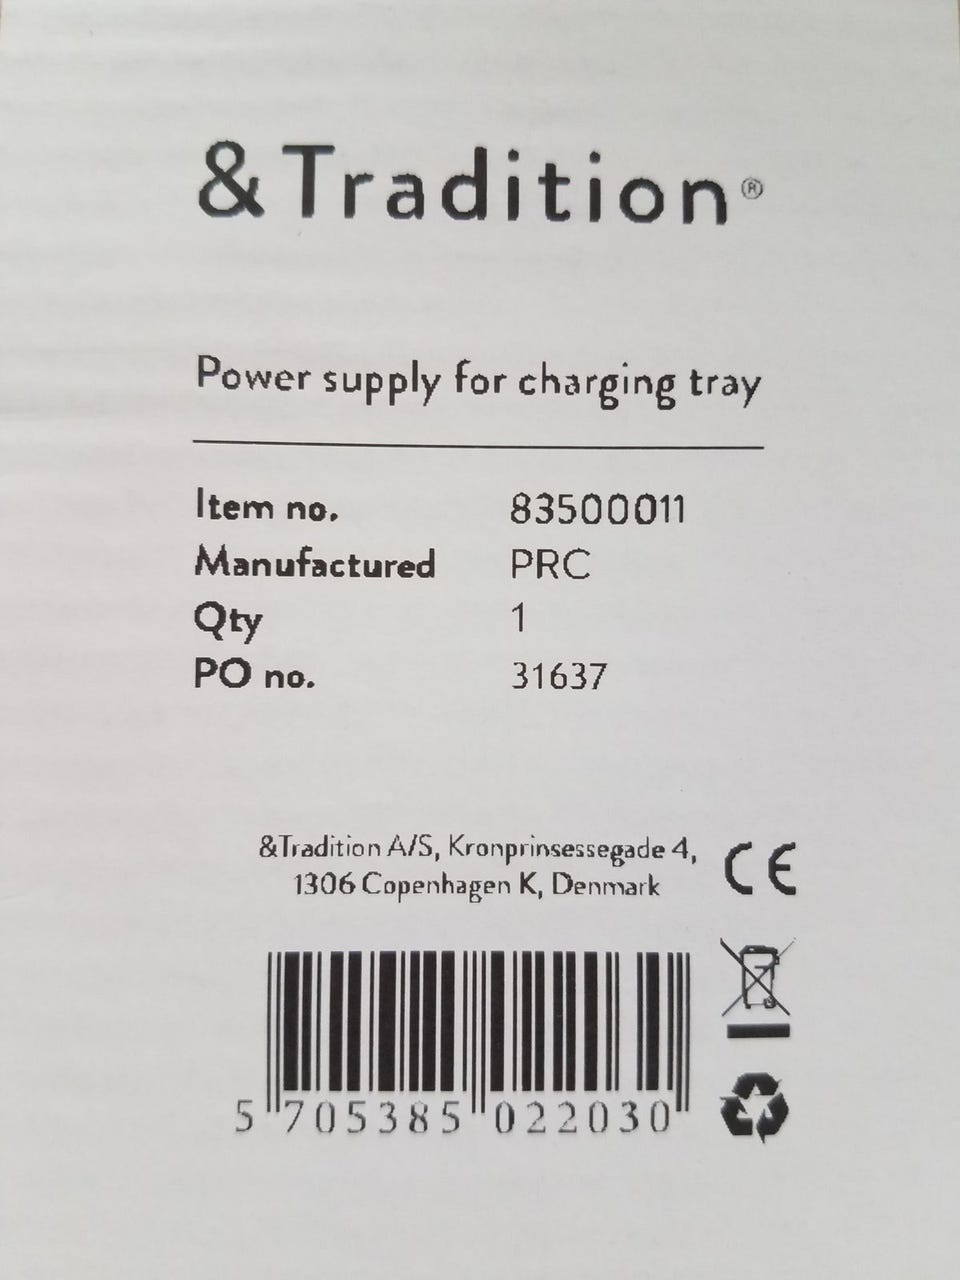 &Tradition®
Power supply for charging tray
Item no. 83500011
Manufactured PRC
Qty 1
PO no. 31637
&Tradition A/S, Kronprinsessegade 4,
1306 Copenhagen K, Denmark
CE
5 705385 022030